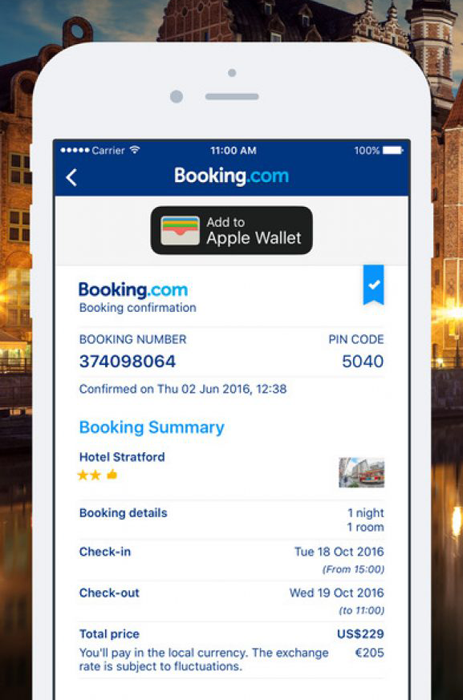 Carrier 11:00 AM 100%
Booking.com
Add to
Apple Wallet
Booking.com
Booking confirmation
BOOKING NUMBER PIN CODE
374098064 5040
Confirmed on Thu 02 Jun 2016, 12:38
Booking Summary
Hotel Stratford
Booking details 1 night
1 room
Check-in Tue 18 Oct 2016
(From 15:00)
Check-out Wed 19 Oct 2016
(to 11:00)
Total price US$229
You'll pay in the local currency. The exchange €205
rate is subject to fluctuations.